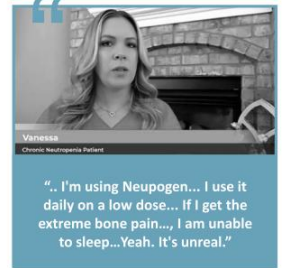 “
Vanessa
Chronic Neutropenia Patient
“.. I'm using Neupogen... I use it
daily on a low dose... If I get the
extreme bone pain…, I am unable
to sleep…Yeah. It's unreal.”